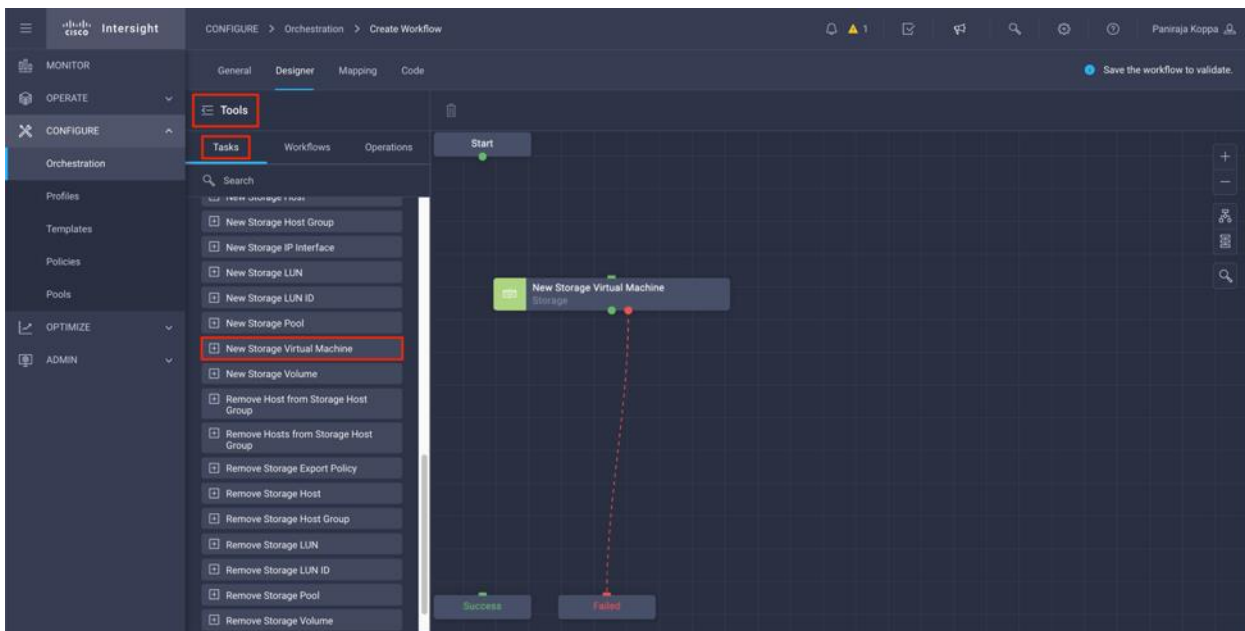 cisco Intersight
CONFIGURE > Orchestration > Create Workflow
1
Paniraja Koppa
MONITOR
OPERATE
CONFIGURE
Orchestration
Profiles
Templates
Policies
Pools
OPTIMIZE
ADMIN
General Designer Mapping Code
Save the workflow to validate.
Tools
Tasks Workflows Operations
Search
New Storage Host
New Storage Host Group
New Storage IP Interface
New Storage LUN
New Storage LUN ID
New Storage Pool
New Storage Virtual Machine
New Storage Volume
Remove Host from Storage Host
Group
Remove Hosts from Storage Host
Group
Remove Storage Export Policy
Remove Storage Host
Remove Storage Host Group
Remove Storage LUN
Remove Storage LUN ID
Remove Storage Pool
Remove Storage Volume
Start
New Storage Virtual Machine
Storage
Success
Failed